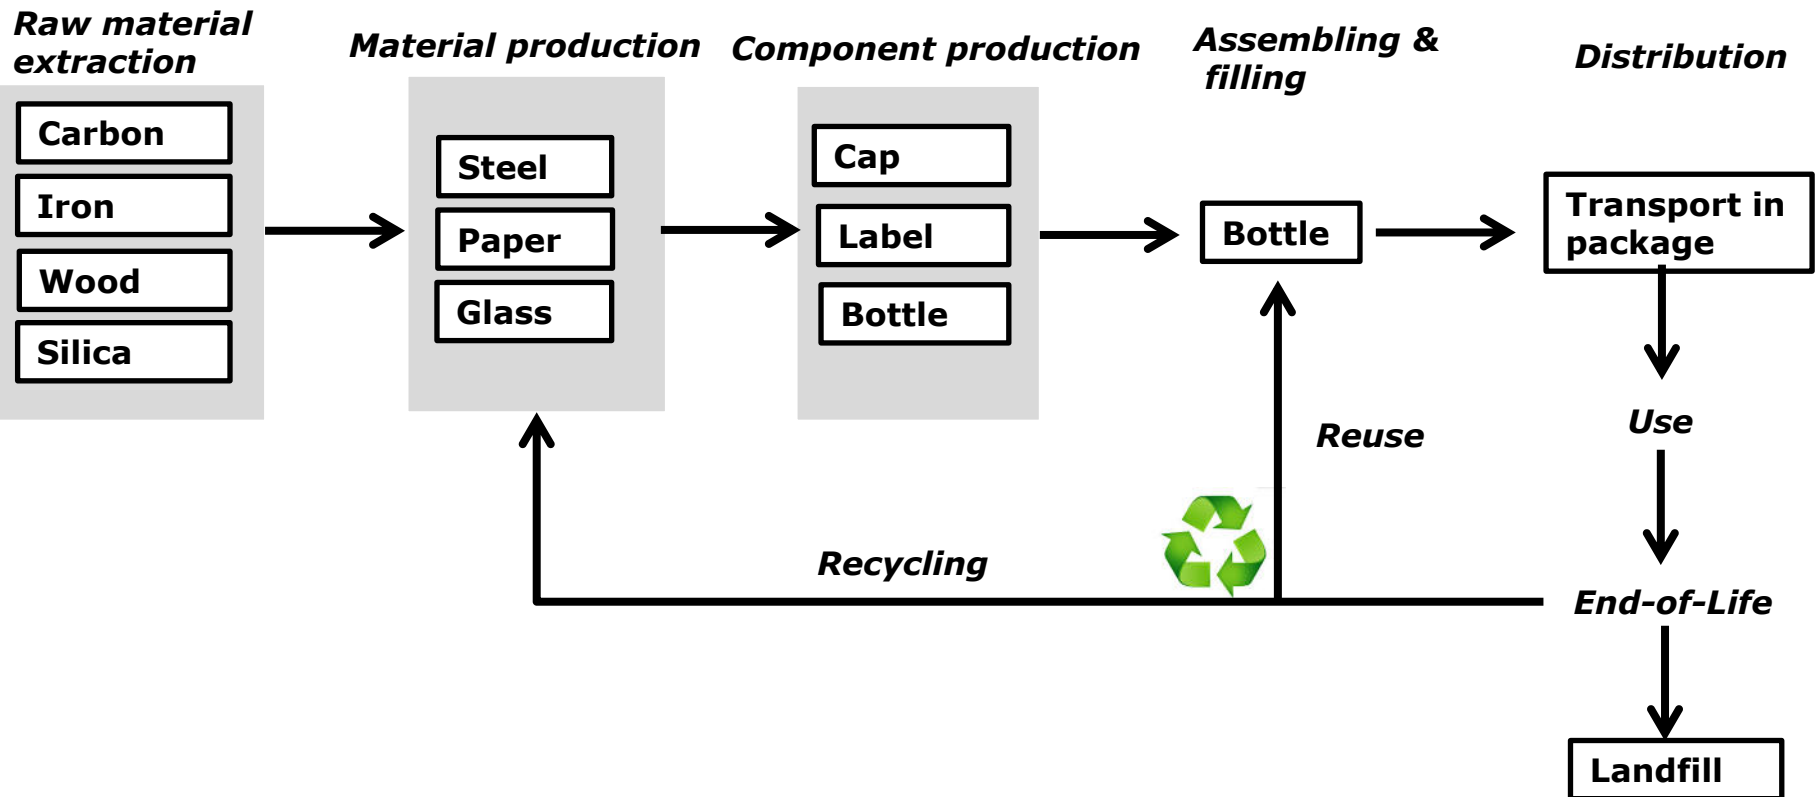 Raw material
extraction
Material production
Component production
Assembling &
filling
Distribution
Carbon
Iron
Wood
Silica
Steel
Paper
Glass
Cap
Label
Bottle
Bottle
Transport in
package
Reuse
Use
Recycling
End-of-Life
Landfill